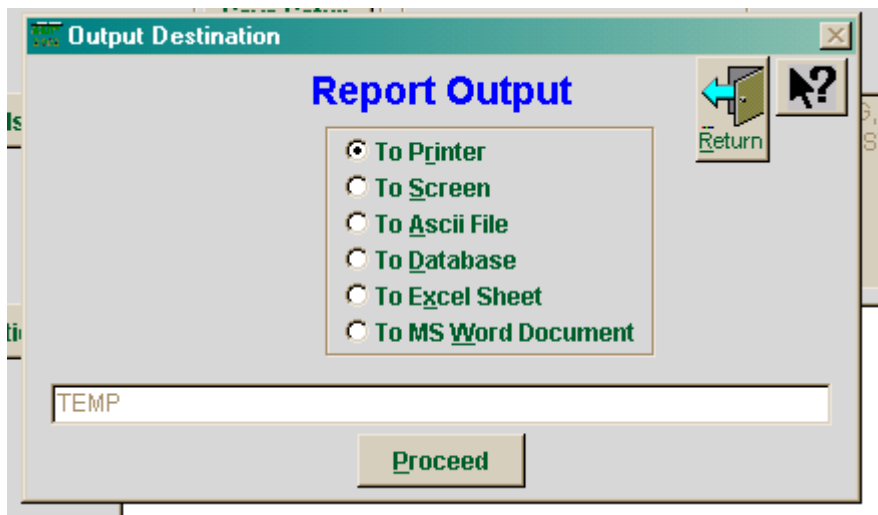 Output Destination
Report Output
Return
To Printer
To Screen
To Ascii File
To Database
To Excel Sheet
To MS Word Document
TEMP
Proceed